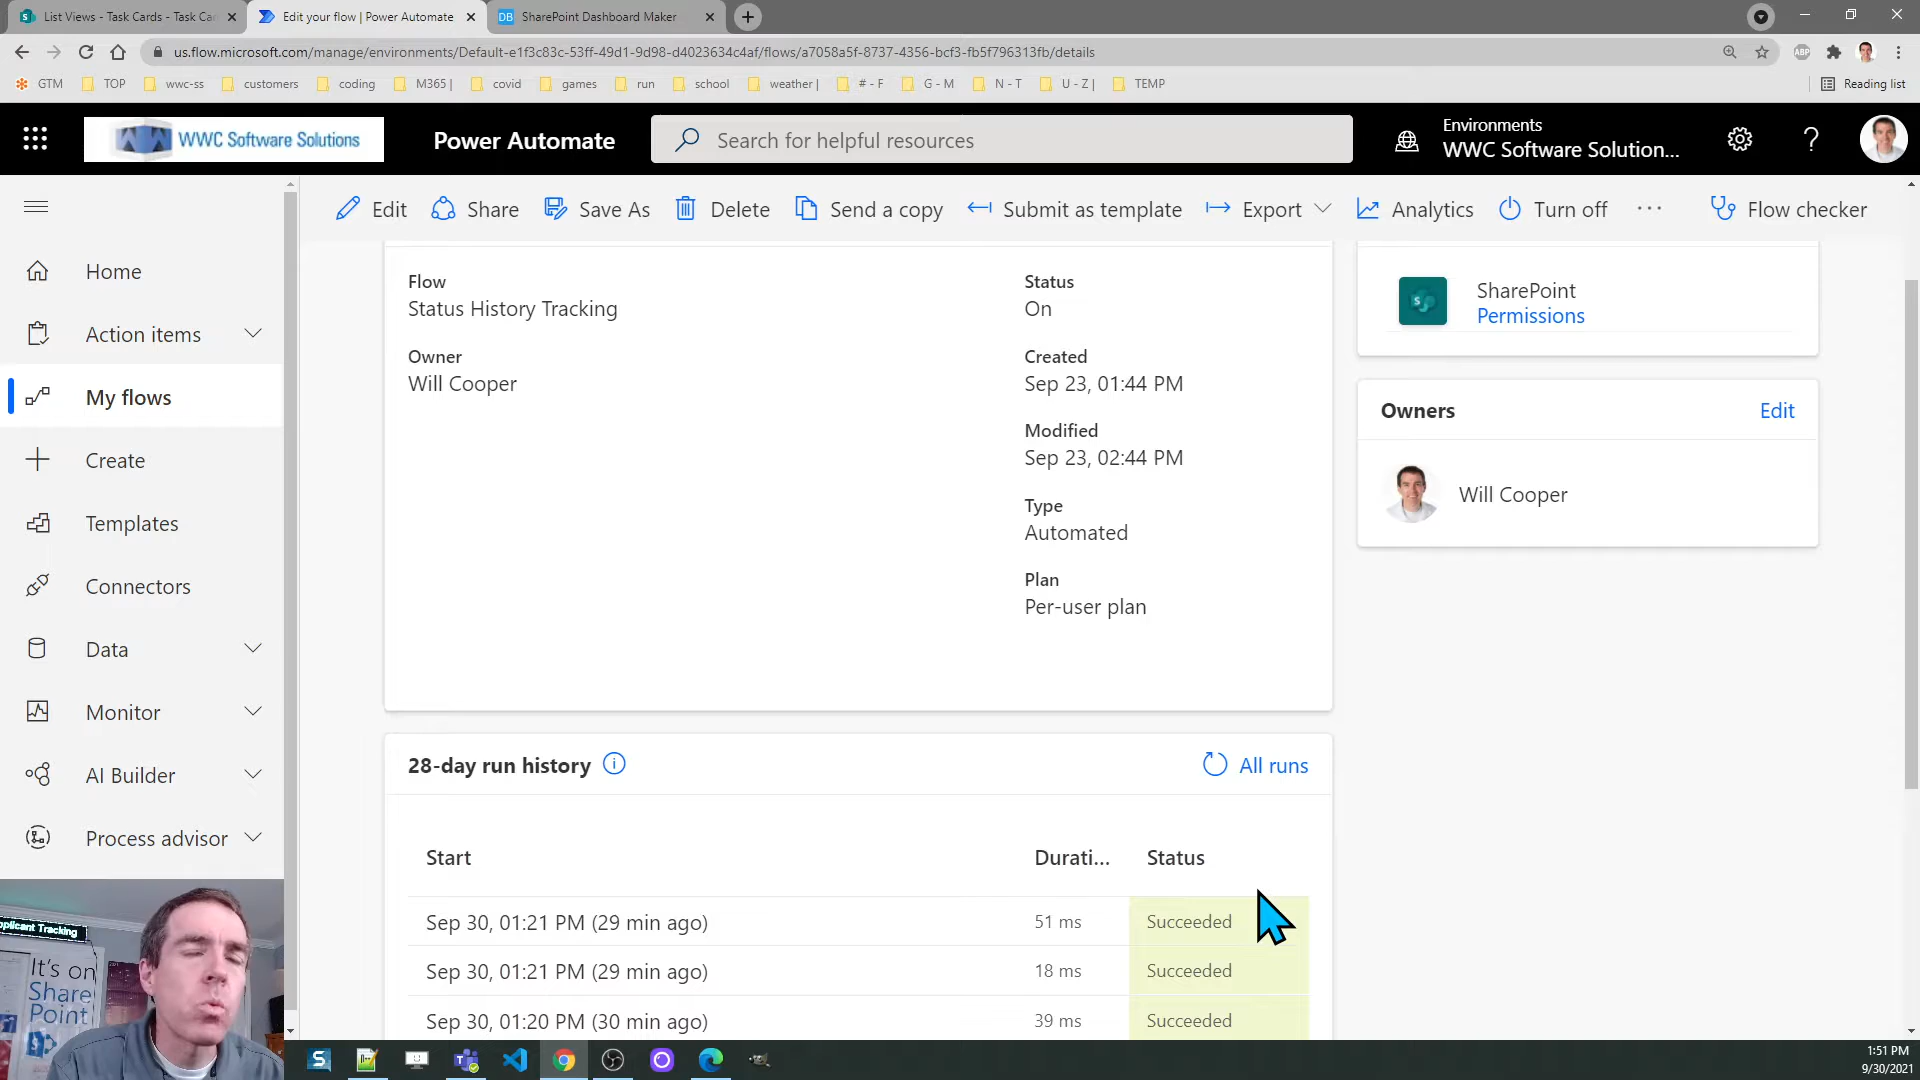 List Views - Task Cards - Task Ca
Edit your flow | Power Automate
DB SharePoint Dashboard Maker
us.flow.microsoft.com/manage/environments/Default-e1f3c83c-53ff-49d1-9d98-d4023634c4af/flows/a7058a5f-8737-4356-bcf3-fb5f796313fb/details
GTM TOP wwc-ss customers coding M365 | covid games run school weather | # - F G - M N - T U - Z | TEMP Reading list
WWC Software Solutions
Power Automate
Search for helpful resources
Environments
WWC Software Solution...
Edit Share Save As Delete Send a copy Submit as template Export Analytics Turn off ... Flow checker
Home
Action items
My flows
Create
Templates
Connectors
Data
Monitor
AI Builder
Process advisor
Flow
Status History Tracking
Owner
Will Cooper
Status
On
Created
Sep 23, 01:44 PM
Modified
Sep 23, 02:44 PM
Type
Automated
Plan
Per-user plan
SharePoint
Permissions
Owners Edit
Will Cooper
28-day run history All runs
Start Durati... Status
Sep 30, 01:21 PM (29 min ago) 51 ms Succeeded
Sep 30, 01:21 PM (29 min ago) 18 ms Succeeded
Sep 30, 01:20 PM (30 min ago) 39 ms Succeeded
pplicant Tracking
It's on
Share
Point
1:51 PM
9/30/2021